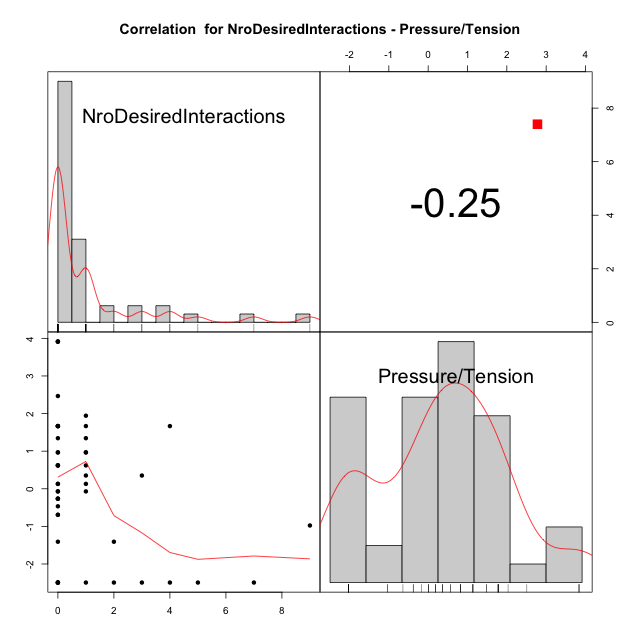 Correlation  for NroDesiredInteractions - Pressure/Tension
-2 -1 0 1 2 3 4
NroDesiredInteractions
-0.25
0 2 4 6 8
-2 -1 0 1 2 3 4
Pressure/Tension
0 2 4 6 8